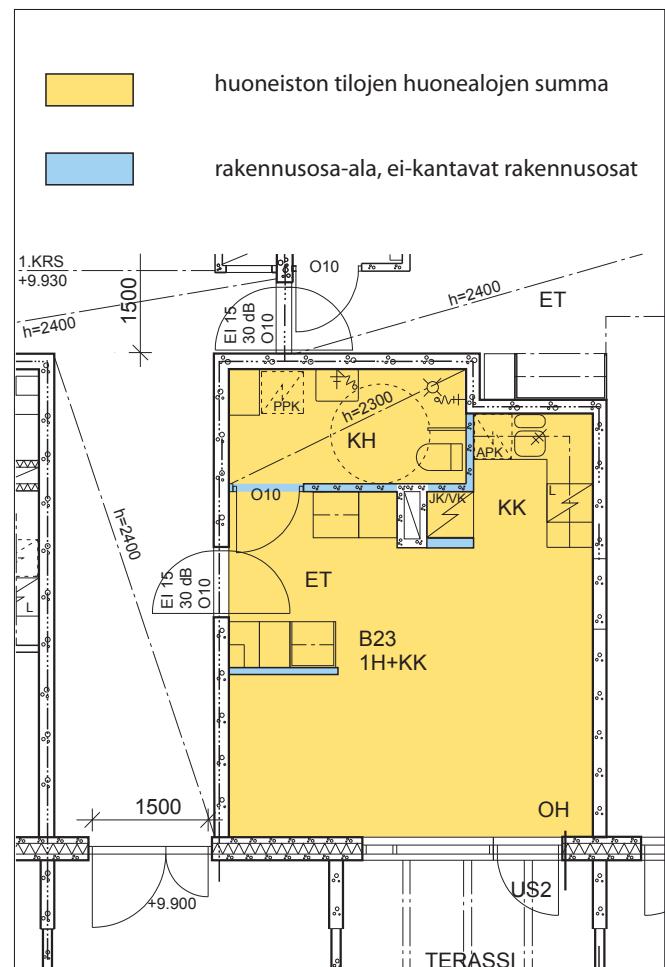 huoneiston tilojen huonealojen summa
rakennusosa-ala, ei-kantavat rakennusosat
1.KRS
+9.930
h=2400
1500
EI 15
30 dB
O10
O10
h=2400
ET
PPK
h=2300
KH
APK
KK
L
JK/VK
O10
h=2400
EI 15
30 dB
O10
ET
L
B23
1H+KK
1500
OH
+9.900
US2
TERASSI